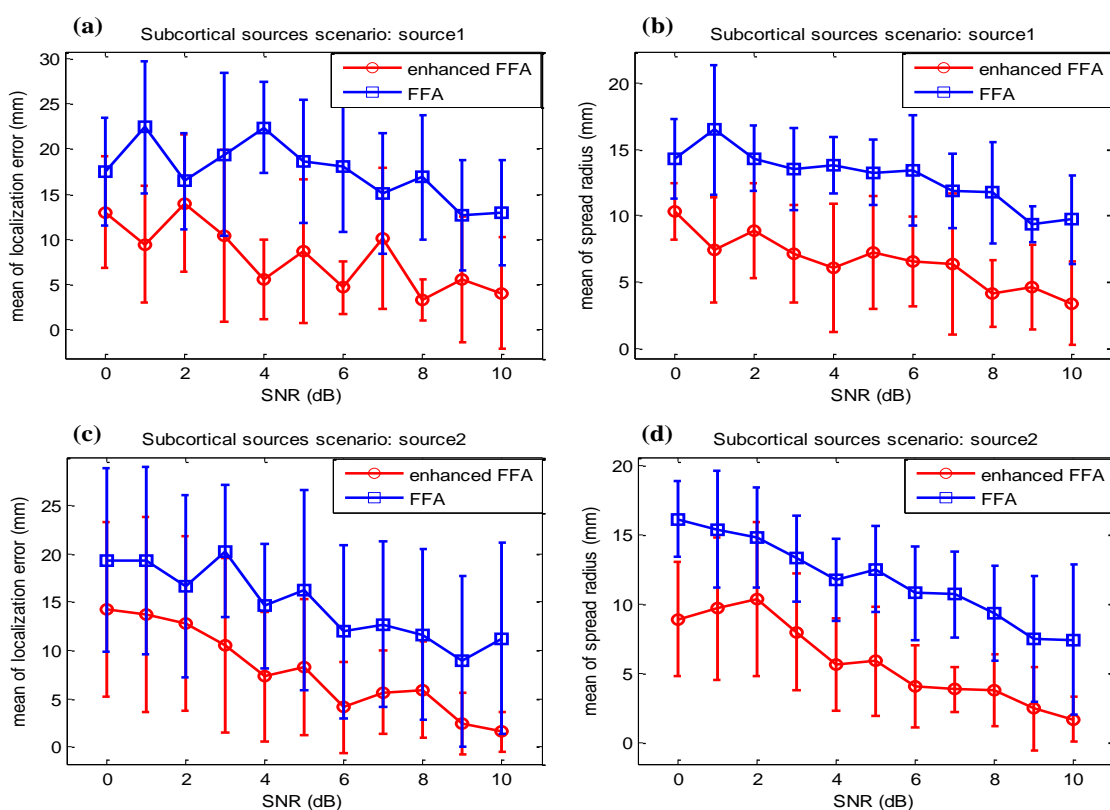 (a)
Subcortical sources scenario: source1
enhanced FFA
FFA
mean of localization error (mm)
30
25
20
15
10
5
0
0 2 4 6 8 10
SNR (dB)
(b)
Subcortical sources scenario: source1
enhanced FFA
FFA
mean of spread radius (mm)
20
15
10
5
0
0 2 4 6 8 10
SNR (dB)
(c)
Subcortical sources scenario: source2
enhanced FFA
FFA
mean of localization error (mm)
25
20
15
10
5
0
0 2 4 6 8 10
SNR (dB)
(d)
Subcortical sources scenario: source2
enhanced FFA
FFA
mean of spread radius (mm)
20
15
10
5
0
0 2 4 6 8 10
SNR (dB)